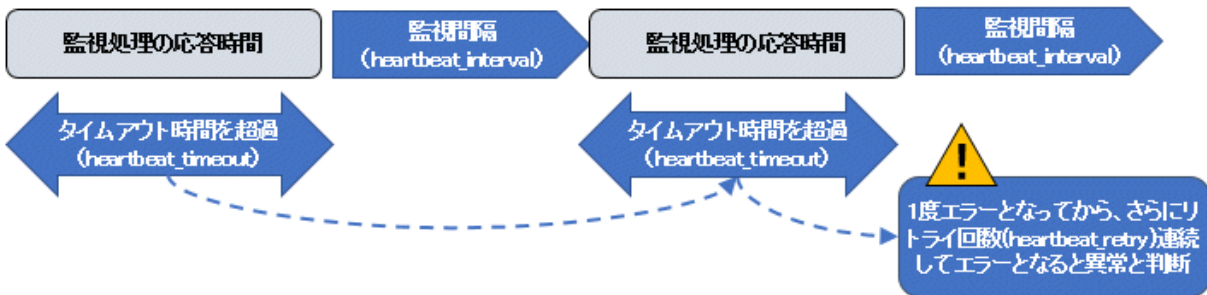 監視処理の応答時間
監視間隔
(heartbeat_interval)
監視処理の応答時間
監視間隔
(heartbeat_interval)
タイムアウト時間を超過
(heartbeat_timeout)
タイムアウト時間を超過
(heartbeat_timeout)
!
1度エラーとなってから、さらにリ
トライ回数(heartbeat_retry)連続
してエラーとなると異常と判断